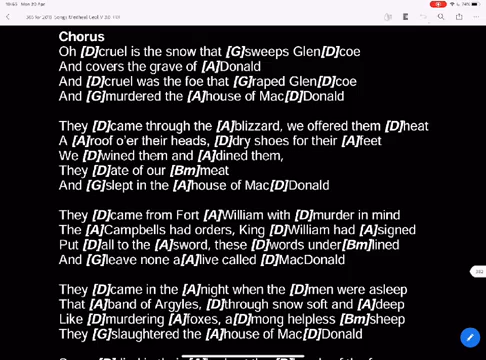 Chorus
Oh [D]cruel is the snow that [G]sweeps Glen[D]coe
And covers the grave of [A]Donald
And [D]cruel was the foe that [G]raped Glen[D]coe
And [G]murdered the [A]house of Mac[D]Donald
They [D]came through the [A]blizzard, we offered them [D]heat
A [A]roof o'er their heads, [D]dry shoes for their [A]feet
We [D]wined them and [A]dined them,
They [D]ate of our [Bm]meat
And [G]slept in the [A]house of Mac[D]Donald
They [D]came from Fort [A]William with [D]murder in mind
The [A]Campbells had orders, King [D]William had [A]signed
Put [D]all to the [A]sword, these [D]words under[Bm]lined
And [G]leave none a[A]live called [D]MacDonald
They [D]came in the [A]night when the [D]men were asleep
That [A]band of Argyles, [D]through snow soft and [A]deep
Like [D]murdering [A]foxes, a[D]mong helpless [Bm]sheep
They [G]slaughtered the [A]house of Mac[D]Donald